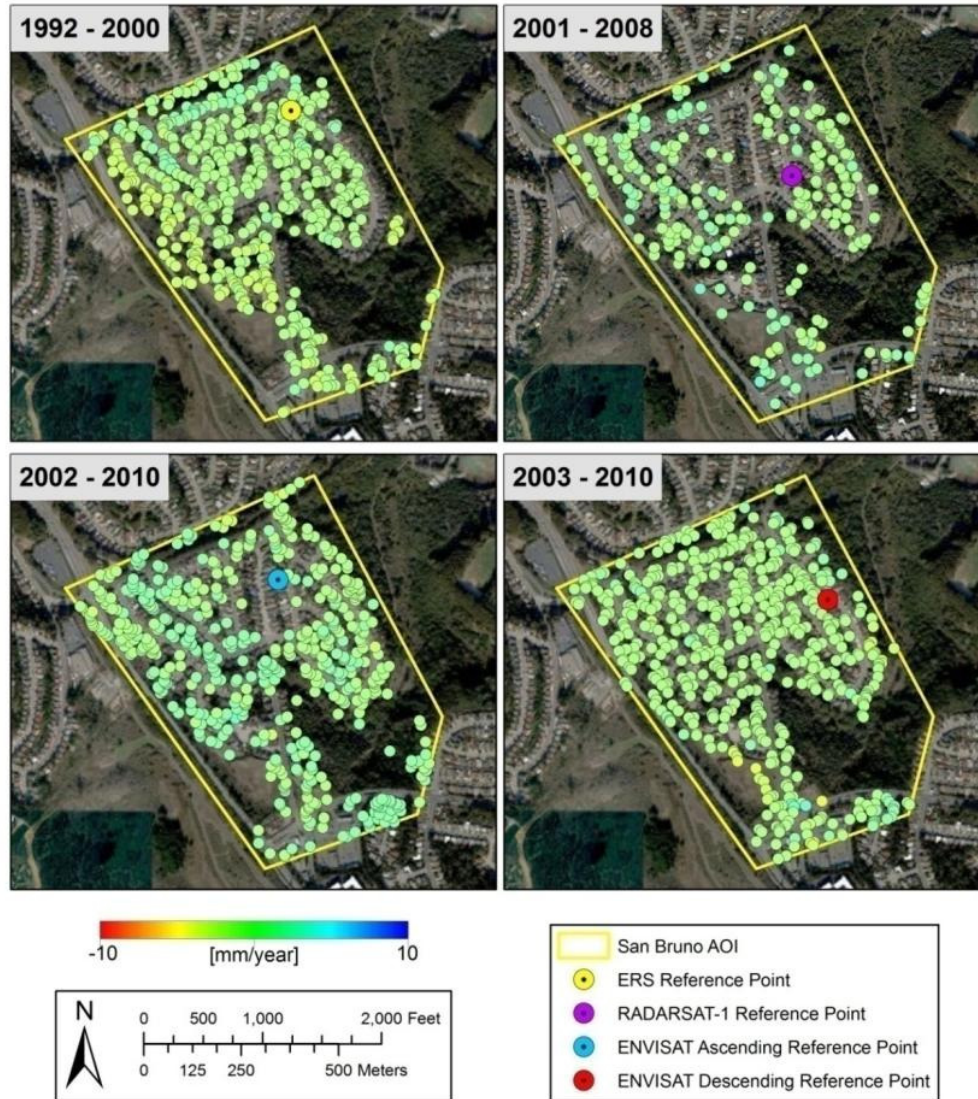 1992 - 2000
2001 - 2008
2002 - 2010
2003 - 2010
-10
[mm/year]
10
N
0 500 1,000 2,000 Feet
0 125 250 500 Meters
San Bruno AOI
ERS Reference Point
RADARSAT-1 Reference Point
ENVISAT Ascending Reference Point
ENVISAT Descending Reference Point